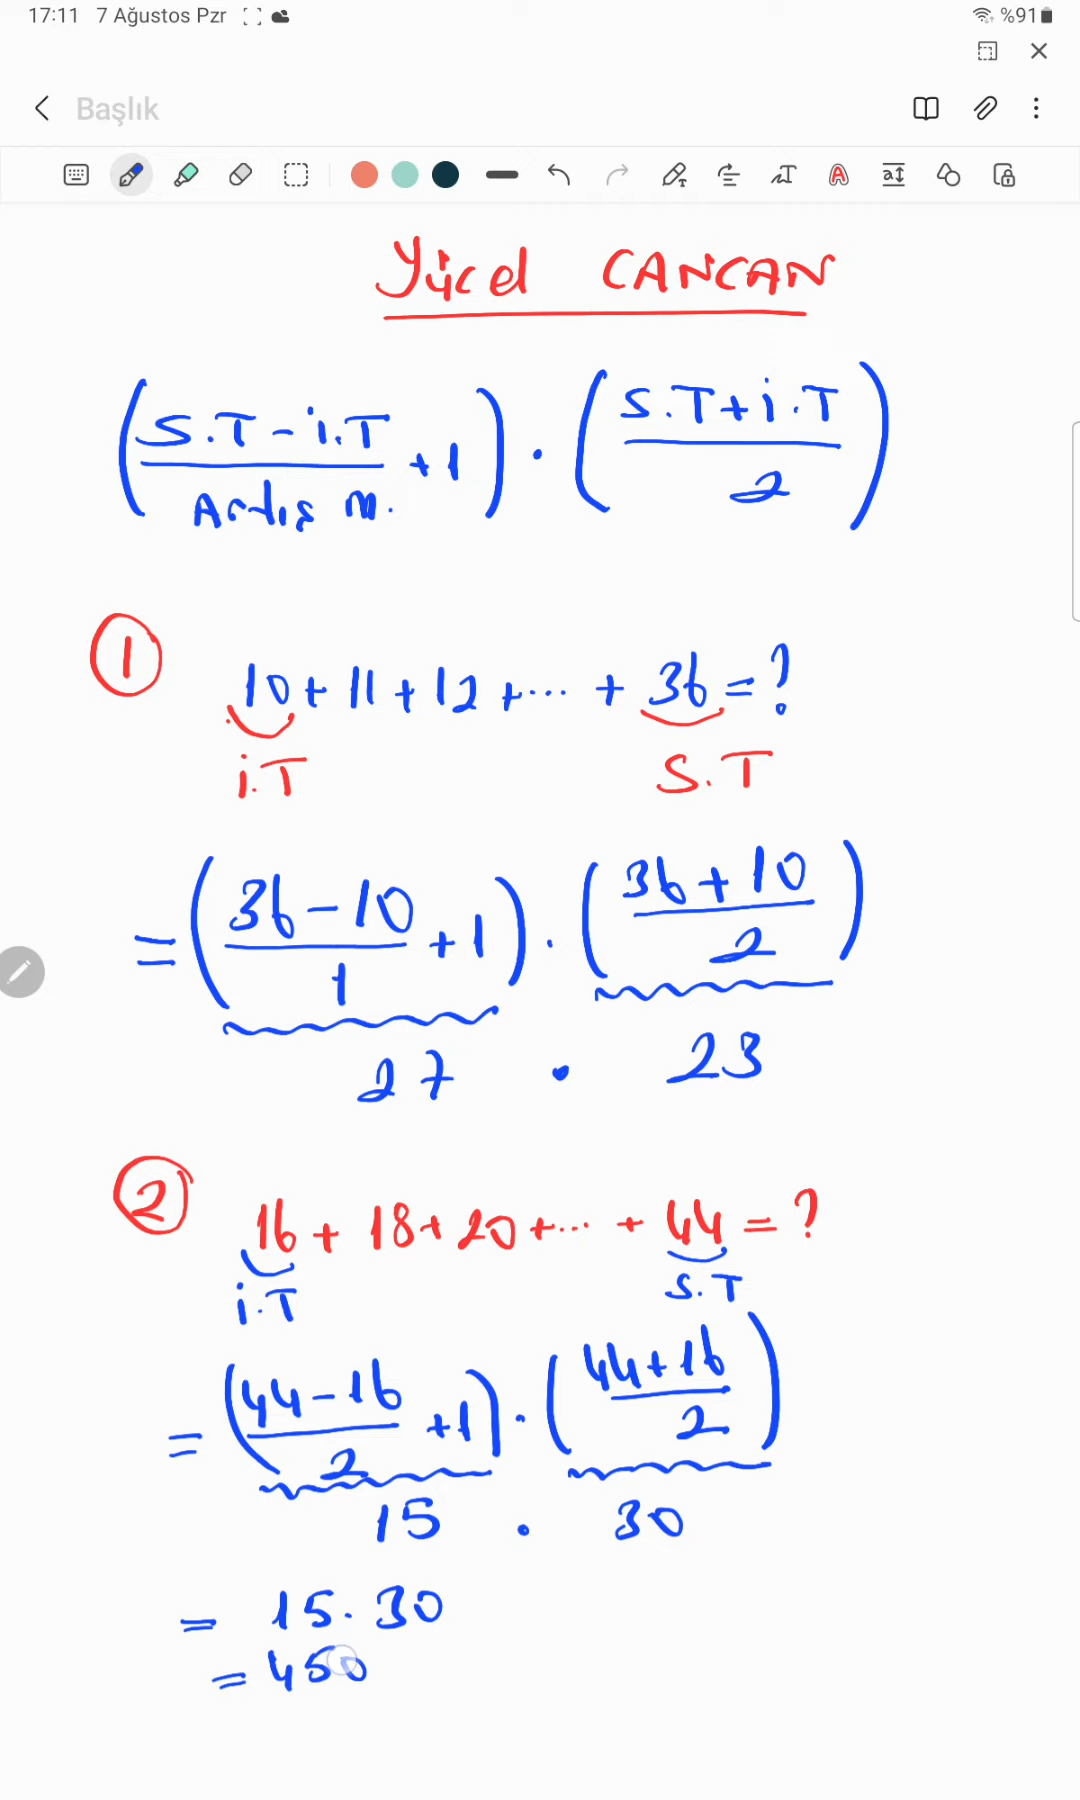 17:11 7 Ağustos Pzr %91
Başlık
Yücel CANCAN
(S.T-i.T/Artış M. +1) . (S.T+i.T/2)
1
10+11+12+...+36=?
i.T S.T
=(36-10/1 +1) . (36+10/2)
27 . 23
2
16+18+20+...+44=?
i.T S.T
=(44-16/2 +1) . (44+16/2)
15 . 30
= 15.30
= 450